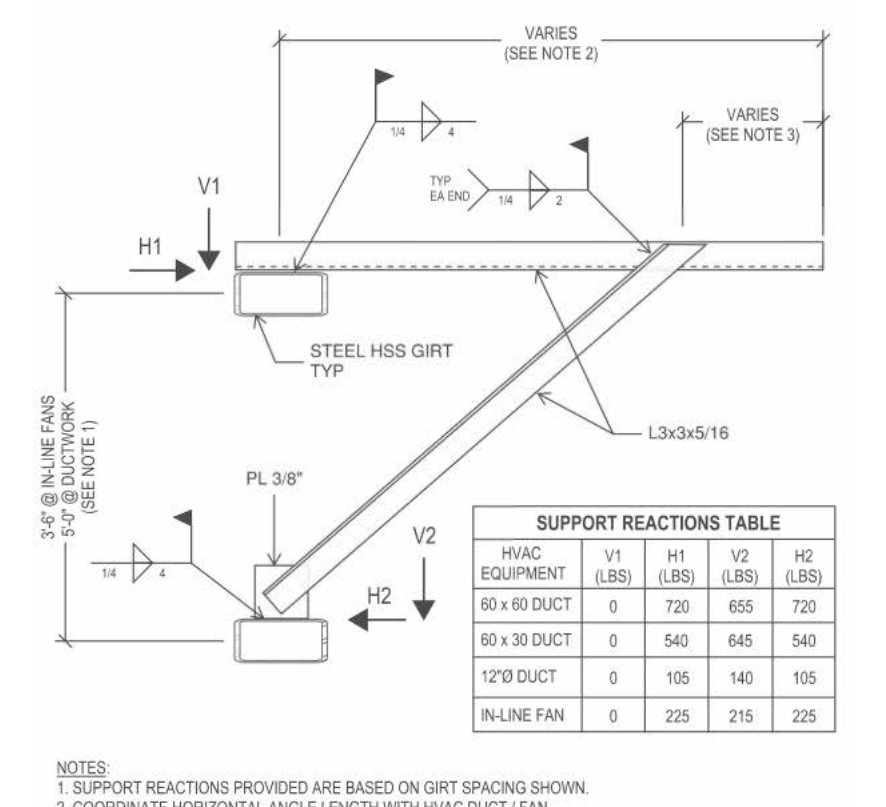 VARIES
(SEE NOTE 2)
VARIES
(SEE NOTE 3)
1/4
4
TYP
EA END
1/4
2
V1
H1
STEEL HSS GIRT
TYP
3'-6" @ IN-LINE FANS
5'-0" @ DUCTWORK
(SEE NOTE 1)
L3x3x5/16
PL 3/8"
1/4
4
V2
H2
SUPPORT REACTIONS TABLE
HVAC EQUIPMENT V1 (LBS) H1 (LBS) V2 (LBS) H2 (LBS)
60 x 60 DUCT 0 720 655 720
60 x 30 DUCT 0 540 645 540
12"Ø DUCT 0 105 140 105
IN-LINE FAN 0 225 215 225
NOTES:
1. SUPPORT REACTIONS PROVIDED ARE BASED ON GIRT SPACING SHOWN.
2. COORDINATE HORIZONTAL ANGLE LENGTH WITH HVAC DUCT / FAN